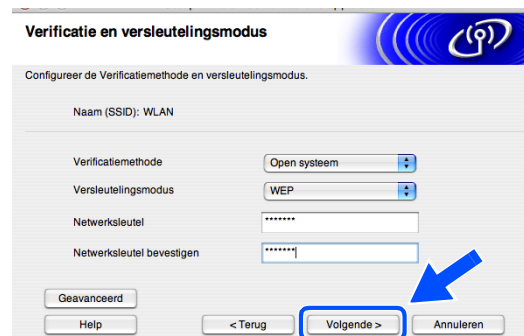 Verificatie en versleutelingsmodus
Configureer de Verificatiemethode en versleutelingsmodus.
Naam (SSID): WLAN
Verificatiemethode Open systeem
Versleutelingsmodus WEP
Netwerksleutel *******
Netwerksleutel bevestigen *******
Geavanceerd
Help < Terug Volgende > Annuleren